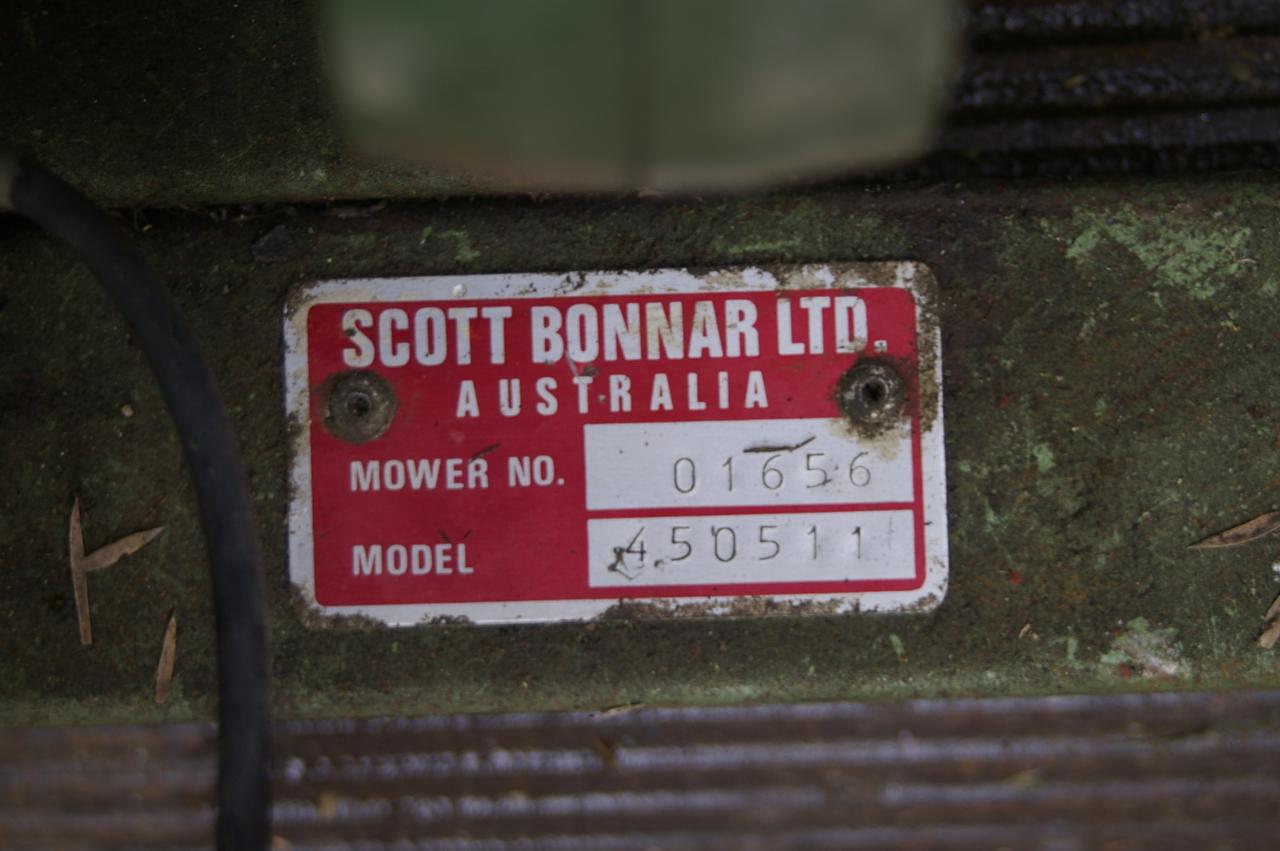 SCOTT BONNAR LTD.
AUSTRALIA
MOWER NO. 01656
MODEL 450511